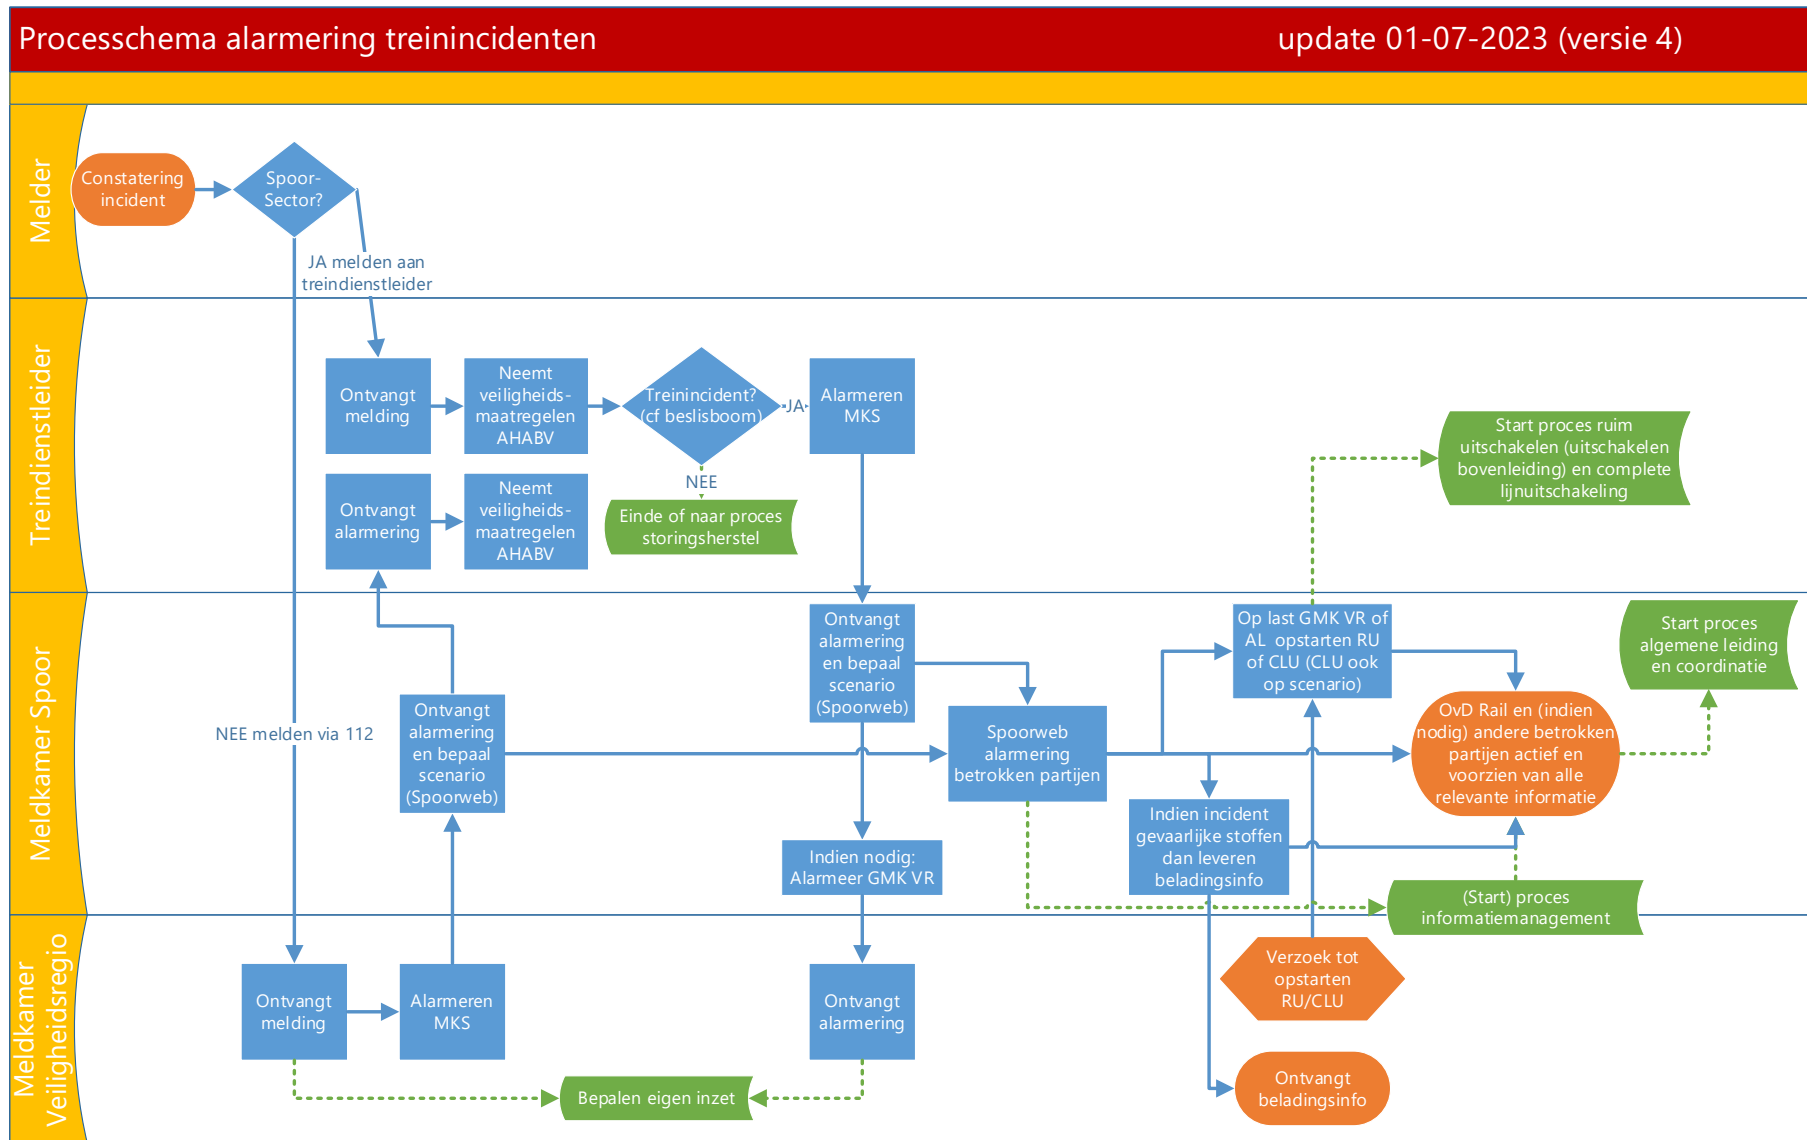 Processchema alarmering treinincidenten
update 01-07-2023 (versie 4)
Melder
Constatering
incident
Spoor-
Sector?
JA melden aan
treindienstleider
Treindienstleider
Ontvangt
melding
Neemt
veiligheids-
maatregelen
AHABV
Treinincident?
(cf beslisboom)
JA
Alarmeren
MKS
NEE
Einde of naar proces
storingsherstel
Ontvangt
alarmering
Neemt
veiligheids-
maatregelen
AHABV
Start proces ruim
uitschakelen (uitschakelen
bovenleiding) en complete
lijnuitschakeling
Meldkamer Spoor
NEE melden via 112
Ontvangt
alarmering
en bepaal
scenario
(Spoorweb)
Ontvangt
alarmering
en bepaal
scenario
(Spoorweb)
Indien nodig:
Alarmeer GMK VR
Spoorweb
alarmering
betrokken partijen
Op last GMK VR of
AL  opstarten RU
of CLU (CLU ook
op scenario)
Indien incident
gevaarlijke stoffen
dan leveren
beladingsinfo
OvD Rail en (indien
nodig) andere betrokken
partijen actief en
voorzien van alle
relevante informatie
Start proces
algemene leiding
en coordinatie
(Start) proces
informatiemanagement
Meldkamer
Veiligheidsregio
Ontvangt
melding
Alarmeren
MKS
Bepalen eigen inzet
Ontvangt
alarmering
Verzoek tot
opstarten
RU/CLU
Ontvangt
beladingsinfo